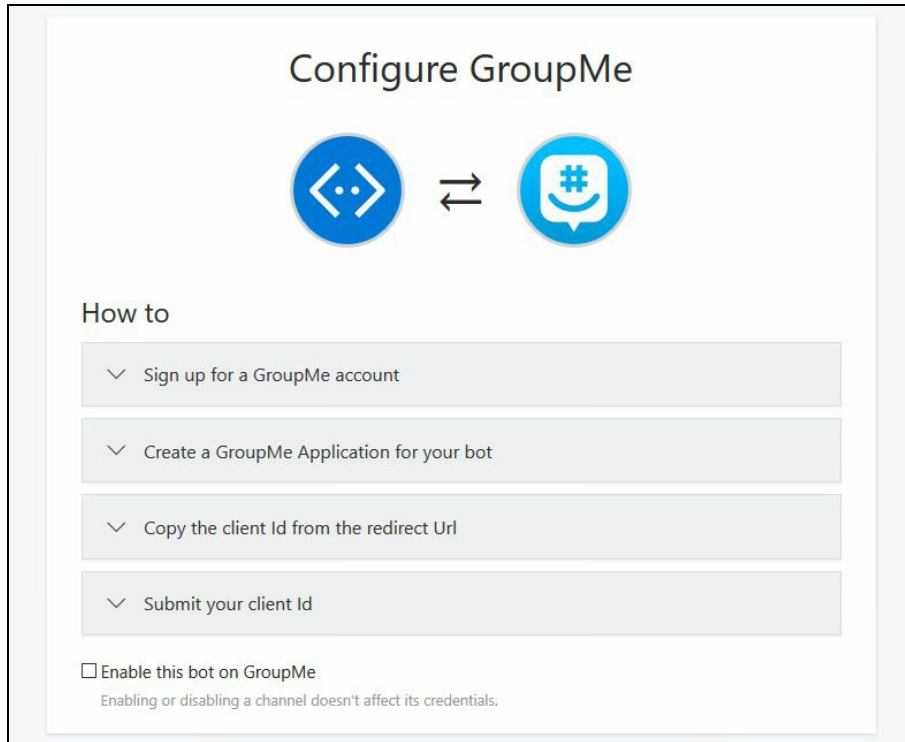 Configure GroupMe
How to
Sign up for a GroupMe account
Create a GroupMe Application for your bot
Copy the client Id from the redirect Url
Submit your client Id
Enable this bot on GroupMe
Enabling or disabling a channel doesn't affect its credentials.